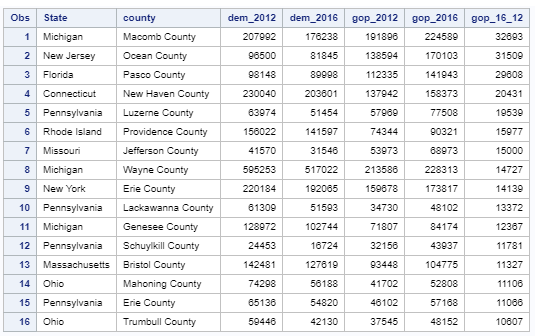 Obs State county dem_2012 dem_2016 gop_2012 gop_2016 gop_16_12
1 Michigan Macomb County 207992 176238 191896 224589 32693
2 New Jersey Ocean County 96500 81845 138594 170103 31509
3 Florida Pasco County 98148 89998 112335 141943 29608
4 Connecticut New Haven County 230040 203601 137942 158373 20431
5 Pennsylvania Luzerne County 63974 51454 57969 77508 19539
6 Rhode Island Providence County 156022 141597 74344 90321 15977
7 Missouri Jefferson County 41570 31546 53973 68973 15000
8 Michigan Wayne County 595253 517022 213586 228313 14727
9 New York Erie County 220184 192065 159678 173817 14139
10 Pennsylvania Lackawanna County 61309 51593 34730 48102 13372
11 Michigan Genesee County 128972 102744 71807 84174 12367
12 Pennsylvania Schuylkill County 24453 16724 32156 43937 11781
13 Massachusetts Bristol County 142481 127619 93448 104775 11327
14 Ohio Mahoning County 74298 56188 41702 52808 11106
15 Pennsylvania Erie County 65136 54820 46102 57168 11066
16 Ohio Trumbull County 59446 42130 37545 48152 10607